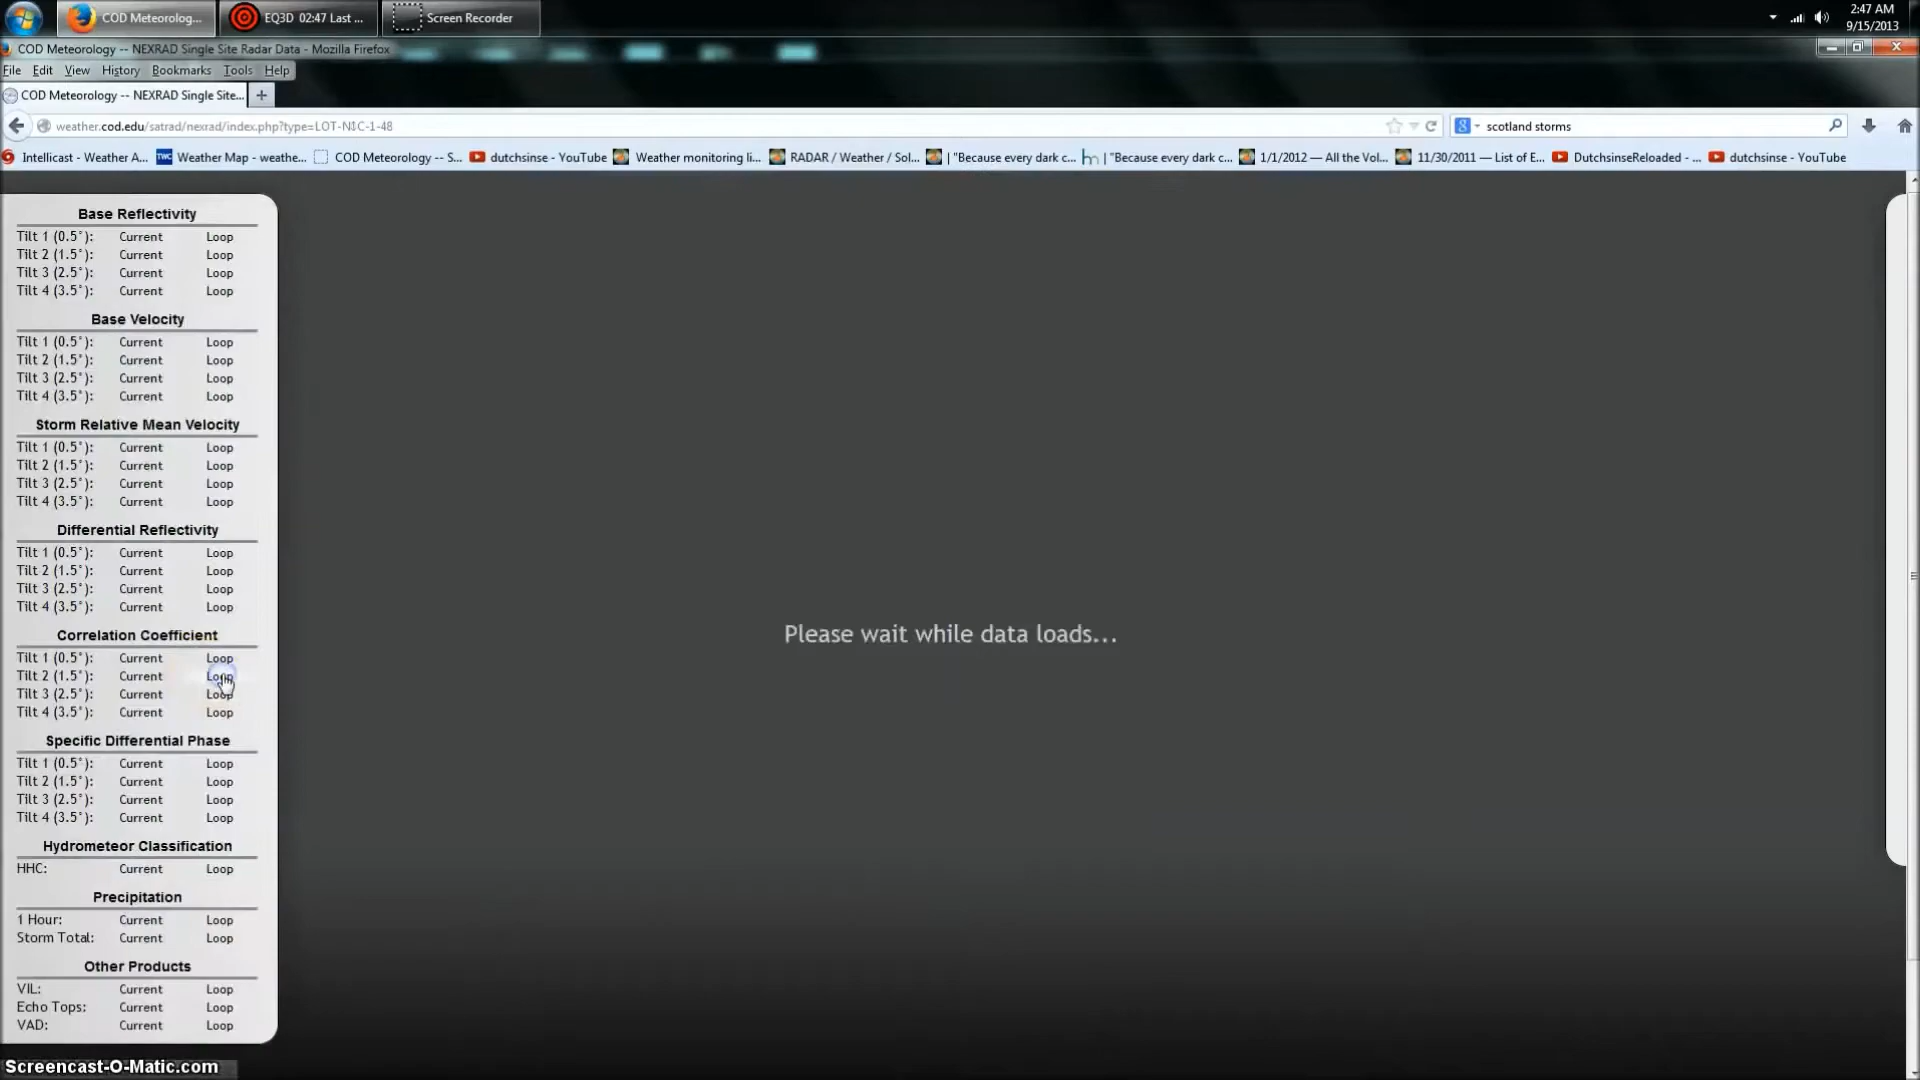 COD Meteorolog...
EQ3D 02:47 Last ...
Screen Recorder
2:47 AM
9/15/2013
COD Meteorology -- NEXRAD Single Site Radar Data - Mozilla Firefox
File Edit View History Bookmarks Tools Help
COD Meteorology -- NEXRAD Single Site... +
weather.cod.edu/satrad/nexrad/index.php?type=LOT-N1C-1-48
8 scotland storms
Intellicast - Weather A... TWC Weather Map - weathe... COD Meteorology -- S... dutchsinse - YouTube Weather monitoring li... RADAR / Weather / Sol... | "Because every dark c... | "Because every dark c... 1/1/2012 — All the Vol... 11/30/2011 — List of E... DutchsinseReloaded - ... dutchsinse - YouTube
Base Reflectivity
Tilt 1 (0.5°): Current Loop
Tilt 2 (1.5°): Current Loop
Tilt 3 (2.5°): Current Loop
Tilt 4 (3.5°): Current Loop
Base Velocity
Tilt 1 (0.5°): Current Loop
Tilt 2 (1.5°): Current Loop
Tilt 3 (2.5°): Current Loop
Tilt 4 (3.5°): Current Loop
Storm Relative Mean Velocity
Tilt 1 (0.5°): Current Loop
Tilt 2 (1.5°): Current Loop
Tilt 3 (2.5°): Current Loop
Tilt 4 (3.5°): Current Loop
Differential Reflectivity
Tilt 1 (0.5°): Current Loop
Tilt 2 (1.5°): Current Loop
Tilt 3 (2.5°): Current Loop
Tilt 4 (3.5°): Current Loop
Correlation Coefficient
Tilt 1 (0.5°): Current Loop
Tilt 2 (1.5°): Current Loop
Tilt 3 (2.5°): Current Loop
Tilt 4 (3.5°): Current Loop
Specific Differential Phase
Tilt 1 (0.5°): Current Loop
Tilt 2 (1.5°): Current Loop
Tilt 3 (2.5°): Current Loop
Tilt 4 (3.5°): Current Loop
Hydrometeor Classification
HHC: Current Loop
Precipitation
1 Hour: Current Loop
Storm Total: Current Loop
Other Products
VIL: Current Loop
Echo Tops: Current Loop
VAD: Current Loop
Please wait while data loads...
Screencast-O-Matic.com